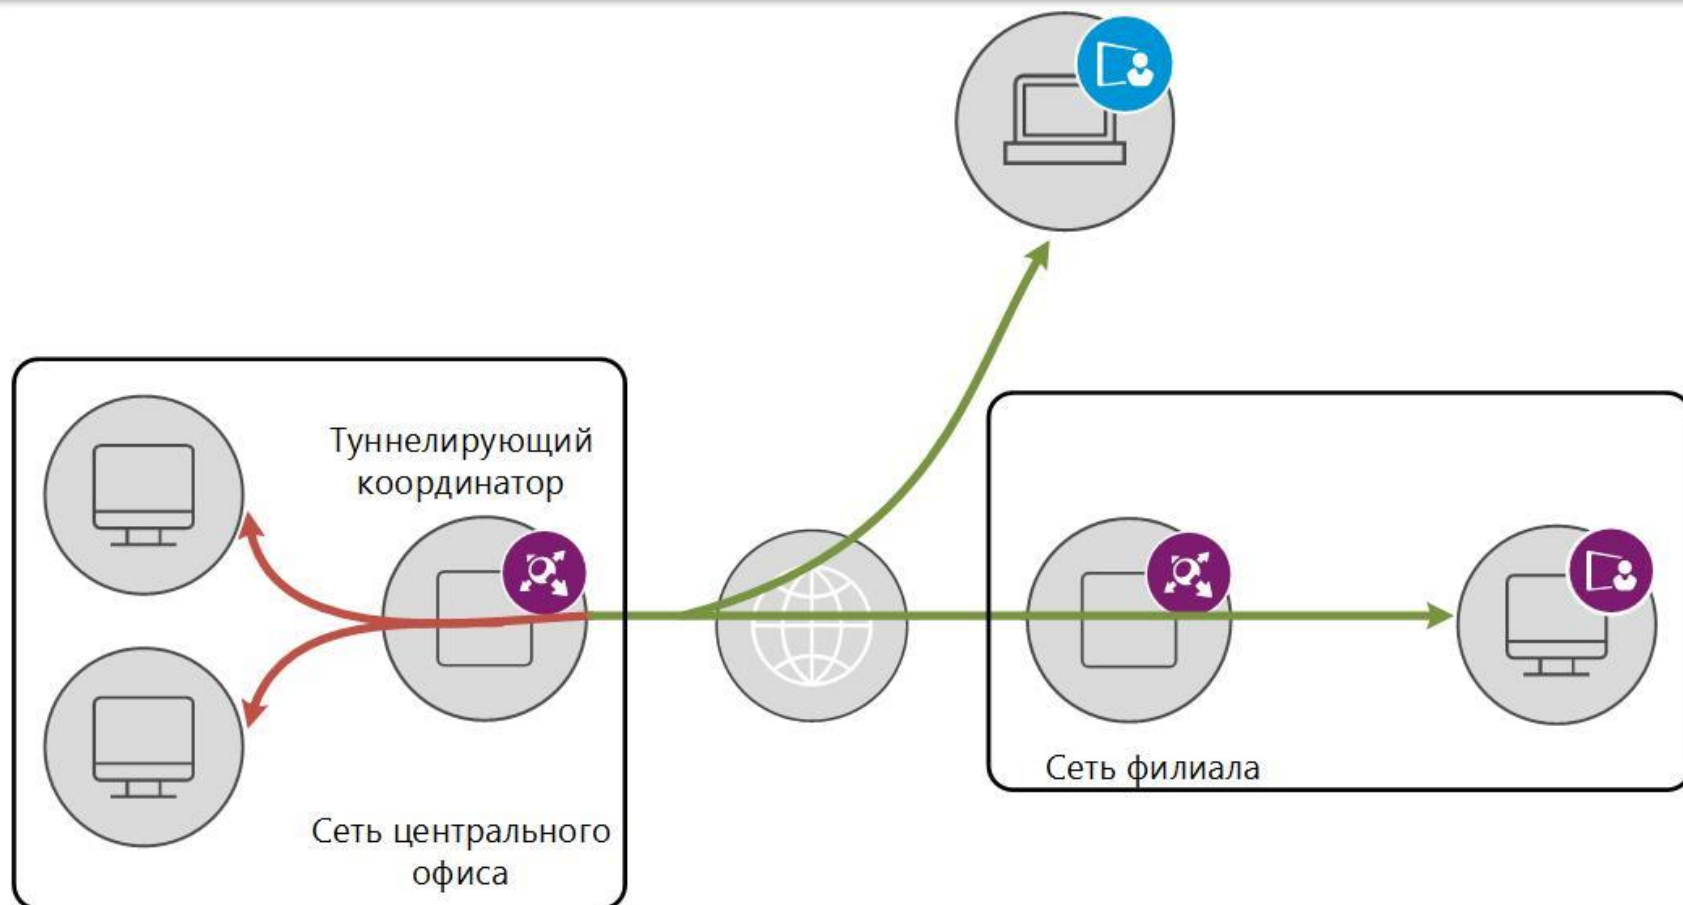 Туннелирующий
координатор
Сеть филиала
Сеть центрального
офиса